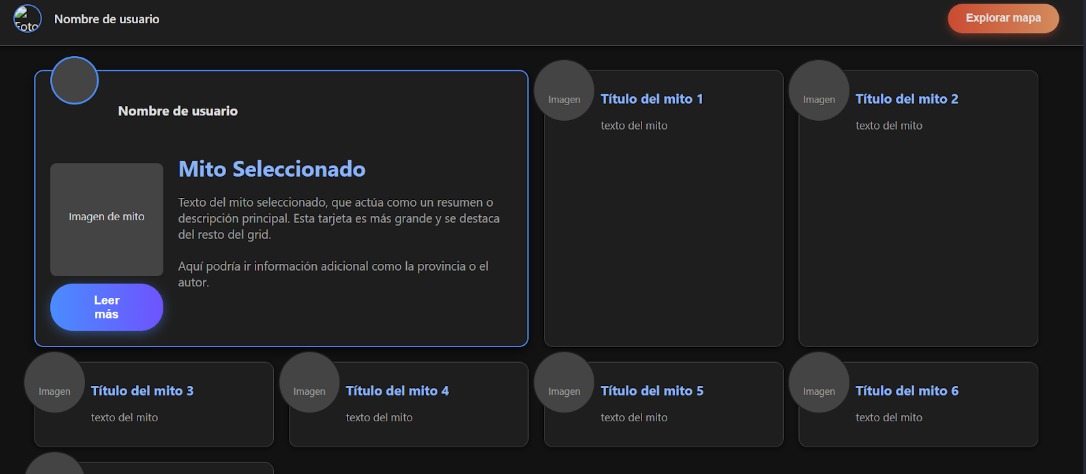 Foto
Nombre de usuario
Explorar mapa
Nombre de usuario
Imagen de mito
Mito Seleccionado
Texto del mito seleccionado, que actúa como un resumen o
descripción principal. Esta tarjeta es más grande y se destaca
del resto del grid.
Aquí podría ir información adicional como la provincia o el
autor.
Leer
más
Imagen
Título del mito 1
texto del mito
Imagen
Título del mito 2
texto del mito
Imagen
Título del mito 3
texto del mito
Imagen
Título del mito 4
texto del mito
Imagen
Título del mito 5
texto del mito
Imagen
Título del mito 6
texto del mito